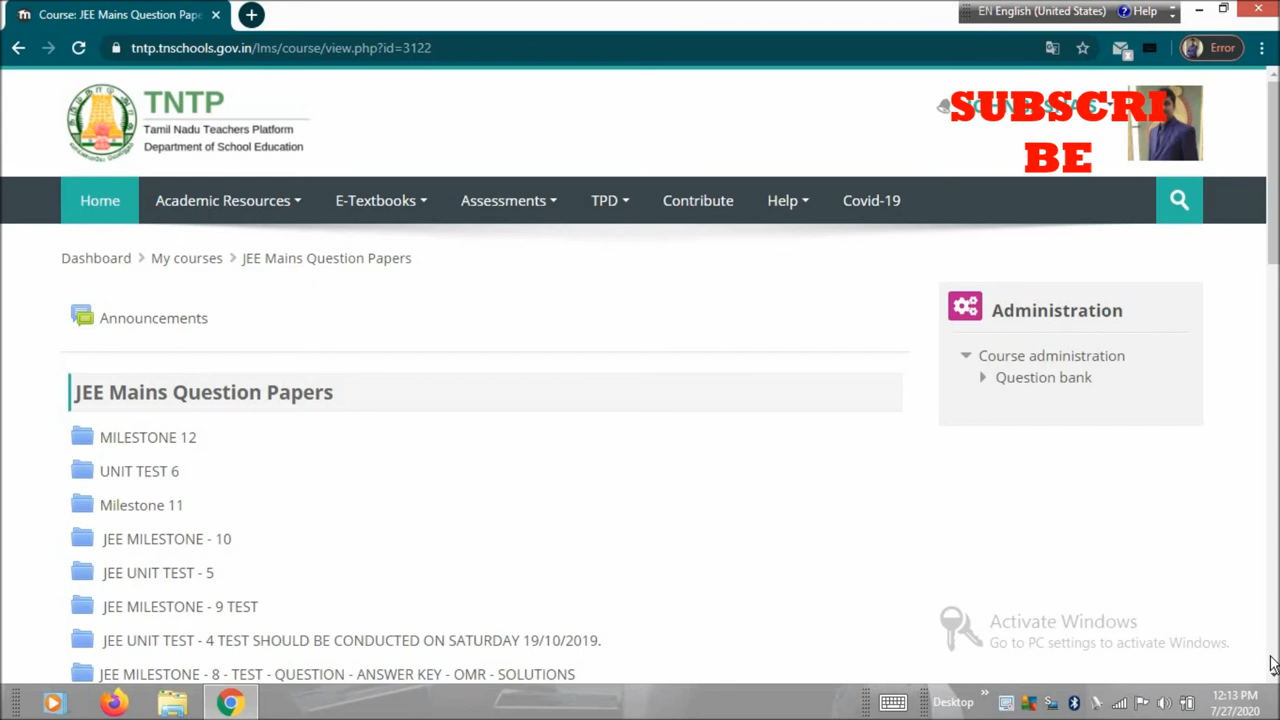 Course: JEE Mains Question Pape
EN English (United States)
Help
tntp.tnschools.gov.in/lms/course/view.php?id=3122
Error
TNTP
Tamil Nadu Teachers Platform
Department of School Education
SUBSCRI
BE
Home
Academic Resources
E-Textbooks
Assessments
TPD
Contribute
Help
Covid-19
Dashboard
My courses
JEE Mains Question Papers
Announcements
Administration
Course administration
Question bank
JEE Mains Question Papers
MILESTONE 12
UNIT TEST 6
Milestone 11
JEE MILESTONE - 10
JEE UNIT TEST - 5
JEE MILESTONE - 9 TEST
JEE UNIT TEST - 4 TEST SHOULD BE CONDUCTED ON SATURDAY 19/10/2019.
JEE MILESTONE - 8 - TEST - QUESTION - ANSWER KEY - OMR - SOLUTIONS
Activate Windows
Go to PC settings to activate Windows.
Desktop
12:13 PM
7/27/2020